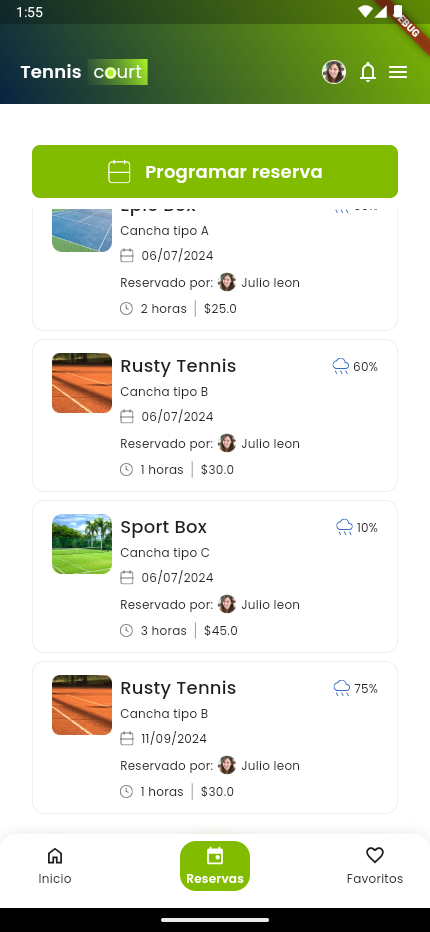 1:55
DEBUG
Tennis court
Programar reserva
Epic Box
Cancha tipo A
06/07/2024
Reservado por: Julio leon
2 horas | $25.0
Rusty Tennis 60%
Cancha tipo B
06/07/2024
Reservado por: Julio leon
1 horas | $30.0
Sport Box 10%
Cancha tipo C
06/07/2024
Reservado por: Julio leon
3 horas | $45.0
Rusty Tennis 75%
Cancha tipo B
11/09/2024
Reservado por: Julio leon
1 horas | $30.0
Inicio Reservas Favoritos